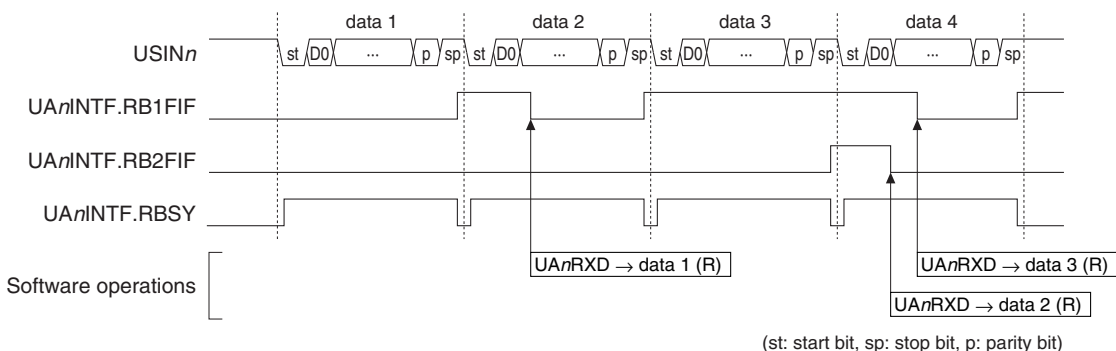 data 1 data 2 data 3 data 4
USINn st D0 ... p sp st D0 ... p sp st D0 ... p sp st D0 ... p sp
UAnINTF.RB1FIF
UAnINTF.RB2FIF
UAnINTF.RBSY
Software operations
UAnRXD → data 1 (R) UAnRXD → data 3 (R)
UAnRXD → data 2 (R)
(st: start bit, sp: stop bit, p: parity bit)